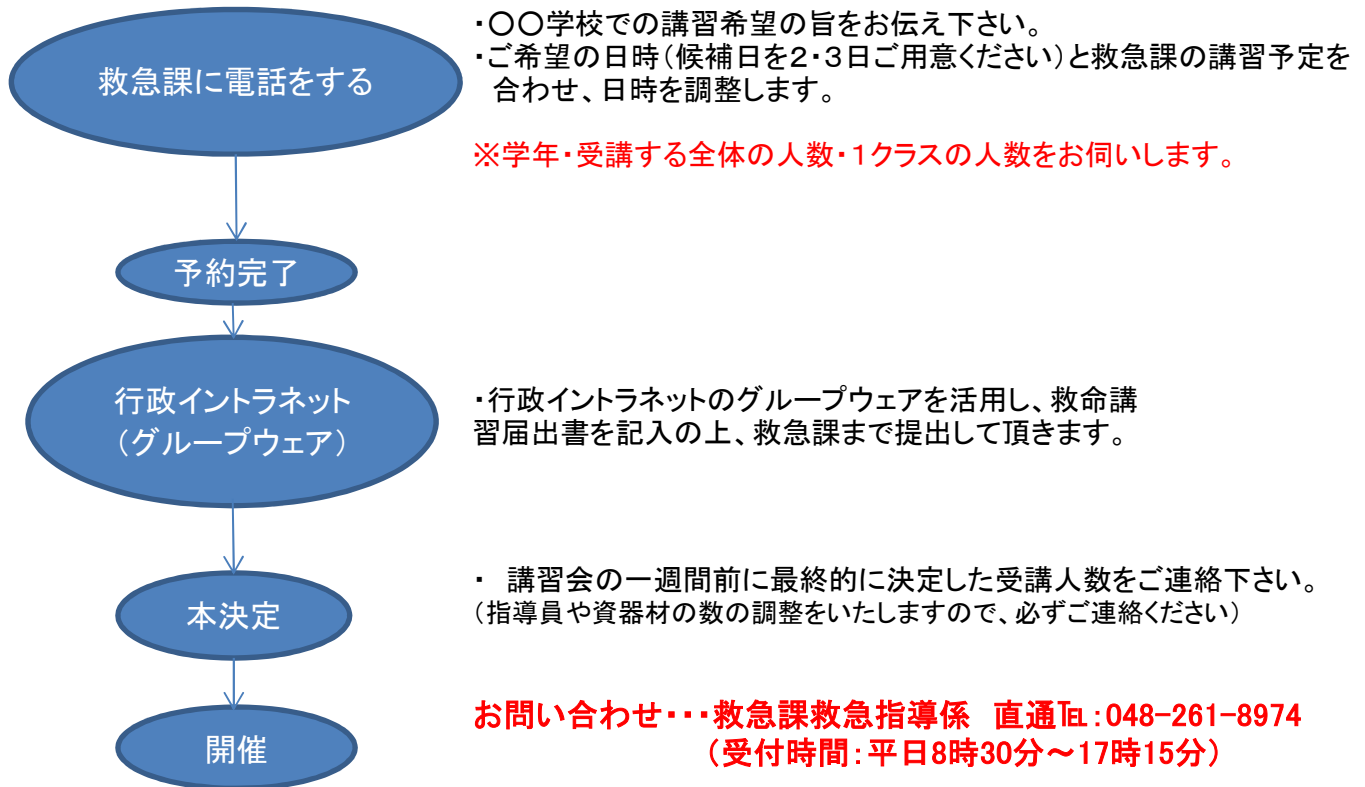 救急課に電話をする
・〇〇学校での講習希望の旨をお伝え下さい。
・ご希望の日時(候補日を2・3日ご用意ください)と救急課の講習予定を
合わせ、日時を調整します。
※学年・受講する全体の人数・1クラスの人数をお伺いします。
予約完了
行政イントラネット
(グループウェア)
・行政イントラネットのグループウェアを活用し、救命講
習届出書を記入の上、救急課まで提出して頂きます。
本決定
・ 講習会の一週間前に最終的に決定した受講人数をご連絡下さい。
(指導員や資器材の数の調整をいたしますので、必ずご連絡ください)
開催
お問い合わせ・・・救急課救急指導係 直通℡:048-261-8974
(受付時間:平日8時30分~17時15分)